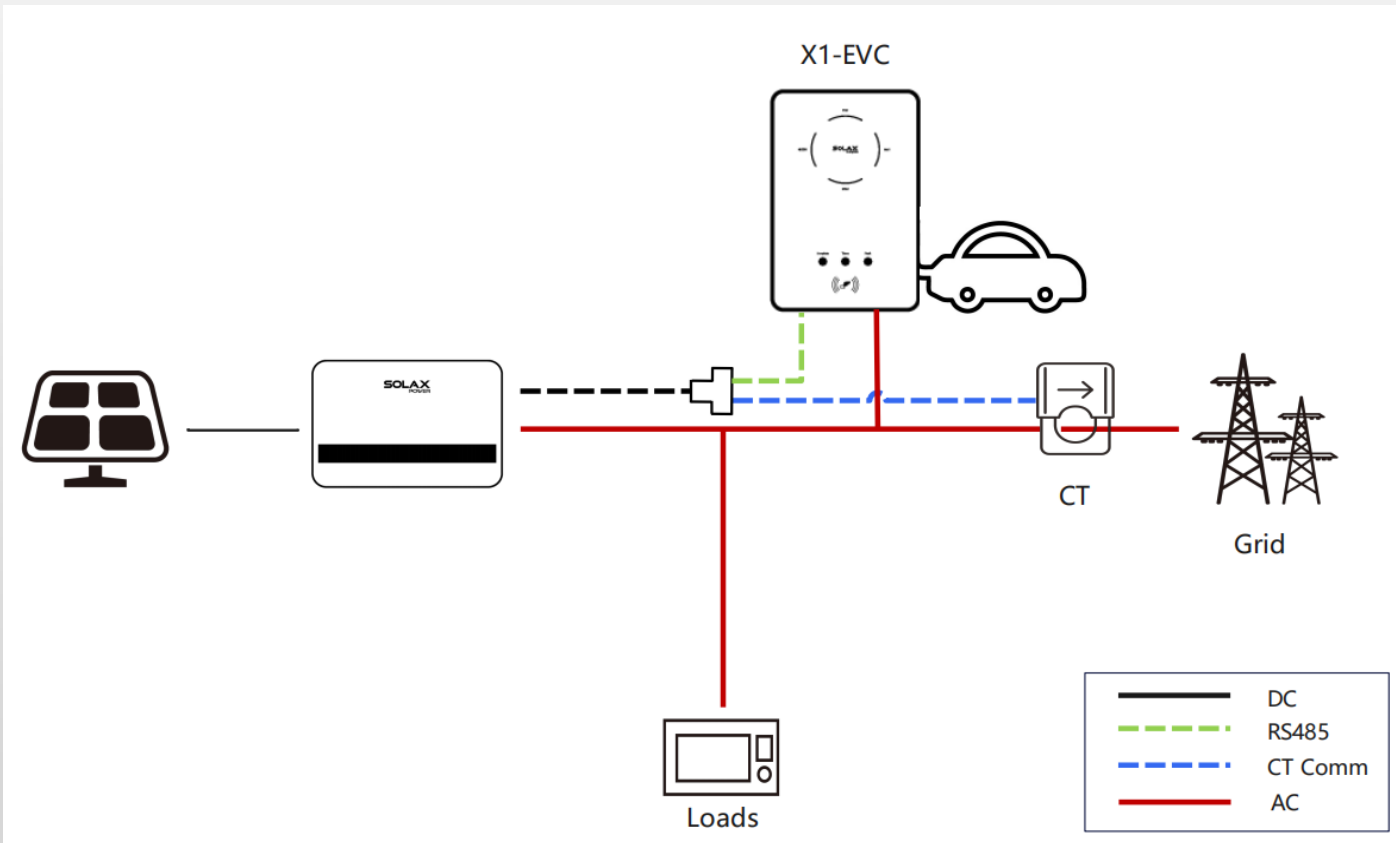 X1-EVC
SOLAX
SOLAX
POWER
CT
Grid
Loads
DC
RS485
CT Comm
AC